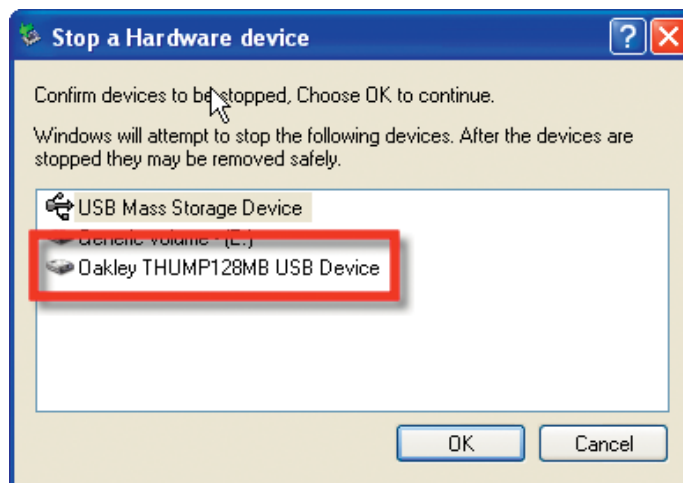 Stop a Hardware device
Confirm devices to be stopped, Choose OK to continue.
Windows will attempt to stop the following devices. After the devices are
stopped they may be removed safely.
USB Mass Storage Device
Generic volume - (E:)
Oakley THUMP128MB USB Device
OK
Cancel